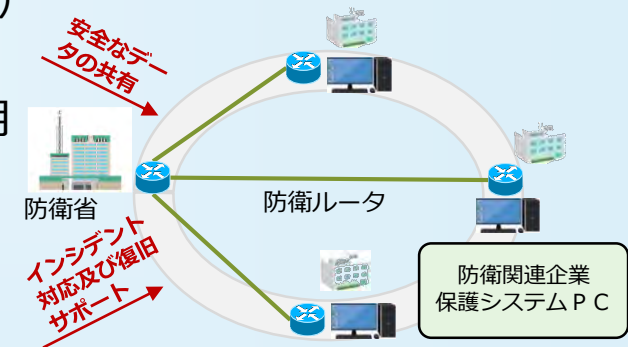 安全なデー
タの共有
用
防衛省
防衛ルータ
インシデント
対応及び復旧
サポート
防衛関連企業
保護システムＰＣ